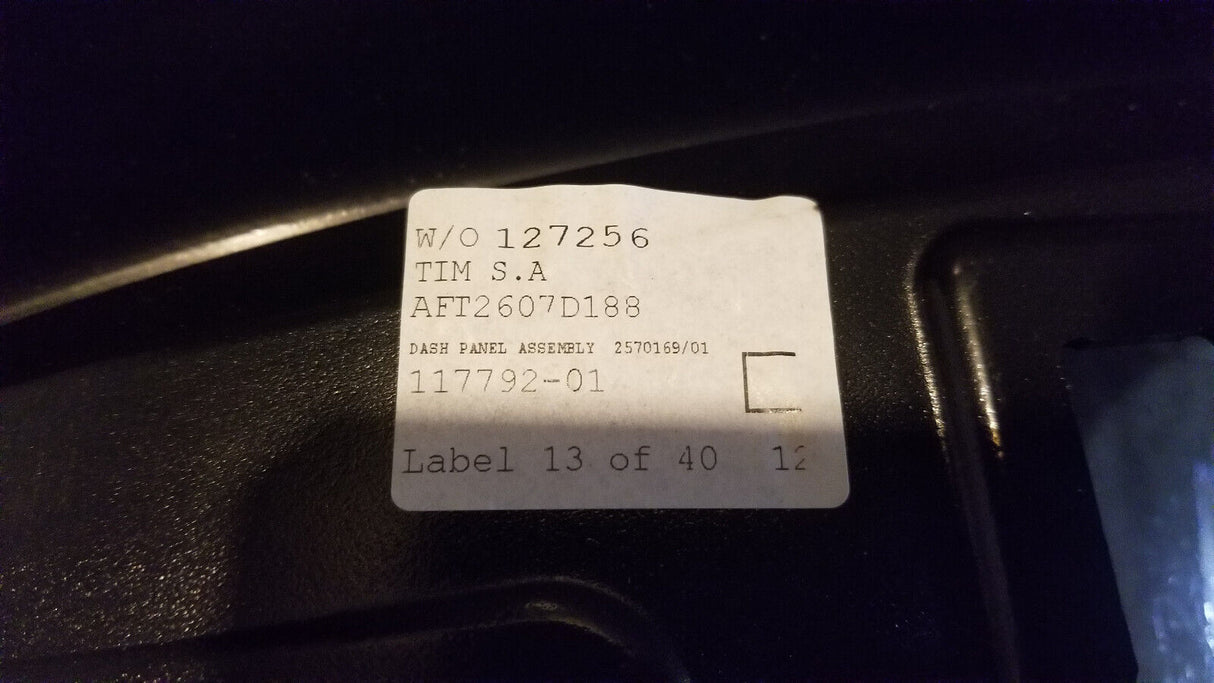 W/O 127256
TIM S.A
AFT2607D188
DASH PANEL ASSEMBLY 2570169/01
117792-01
Label 13 of 40 12